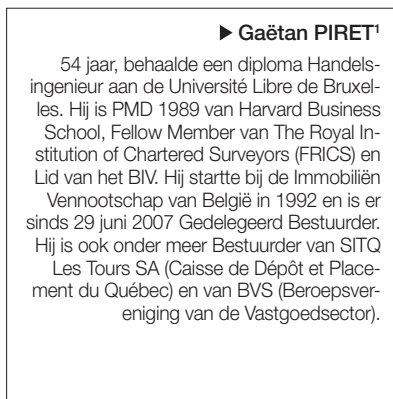 ▶ Gaëtan PIRET¹
54 jaar, behaalde een diploma Handels-
ingenieur aan de Université Libre de Bruxel-
les. Hij is PMD 1989 van Harvard Business
School, Fellow Member van The Royal In-
stitution of Chartered Surveyors (FRICS) en
Lid van het BIV. Hij startte bij de Immobiliën
Vennootschap van België in 1992 en is er
sinds 29 juni 2007 Gedelegeerd Bestuurder.
Hij is ook onder meer Bestuurder van SITQ
Les Tours SA (Caisse de Dépôt et Place-
ment du Québec) en van BVS (Beroepsver-
eniging van de Vastgoedsector).